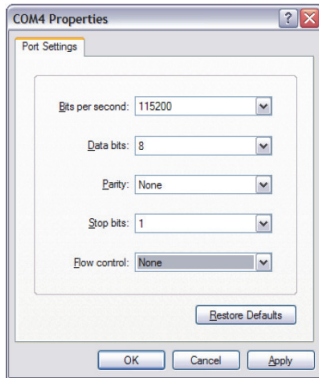 COM4 Properties
Port Settings
Bits per second: 115200
Data bits: 8
Parity: None
Stop bits: 1
Flow control: None
Restore Defaults
OK Cancel Apply